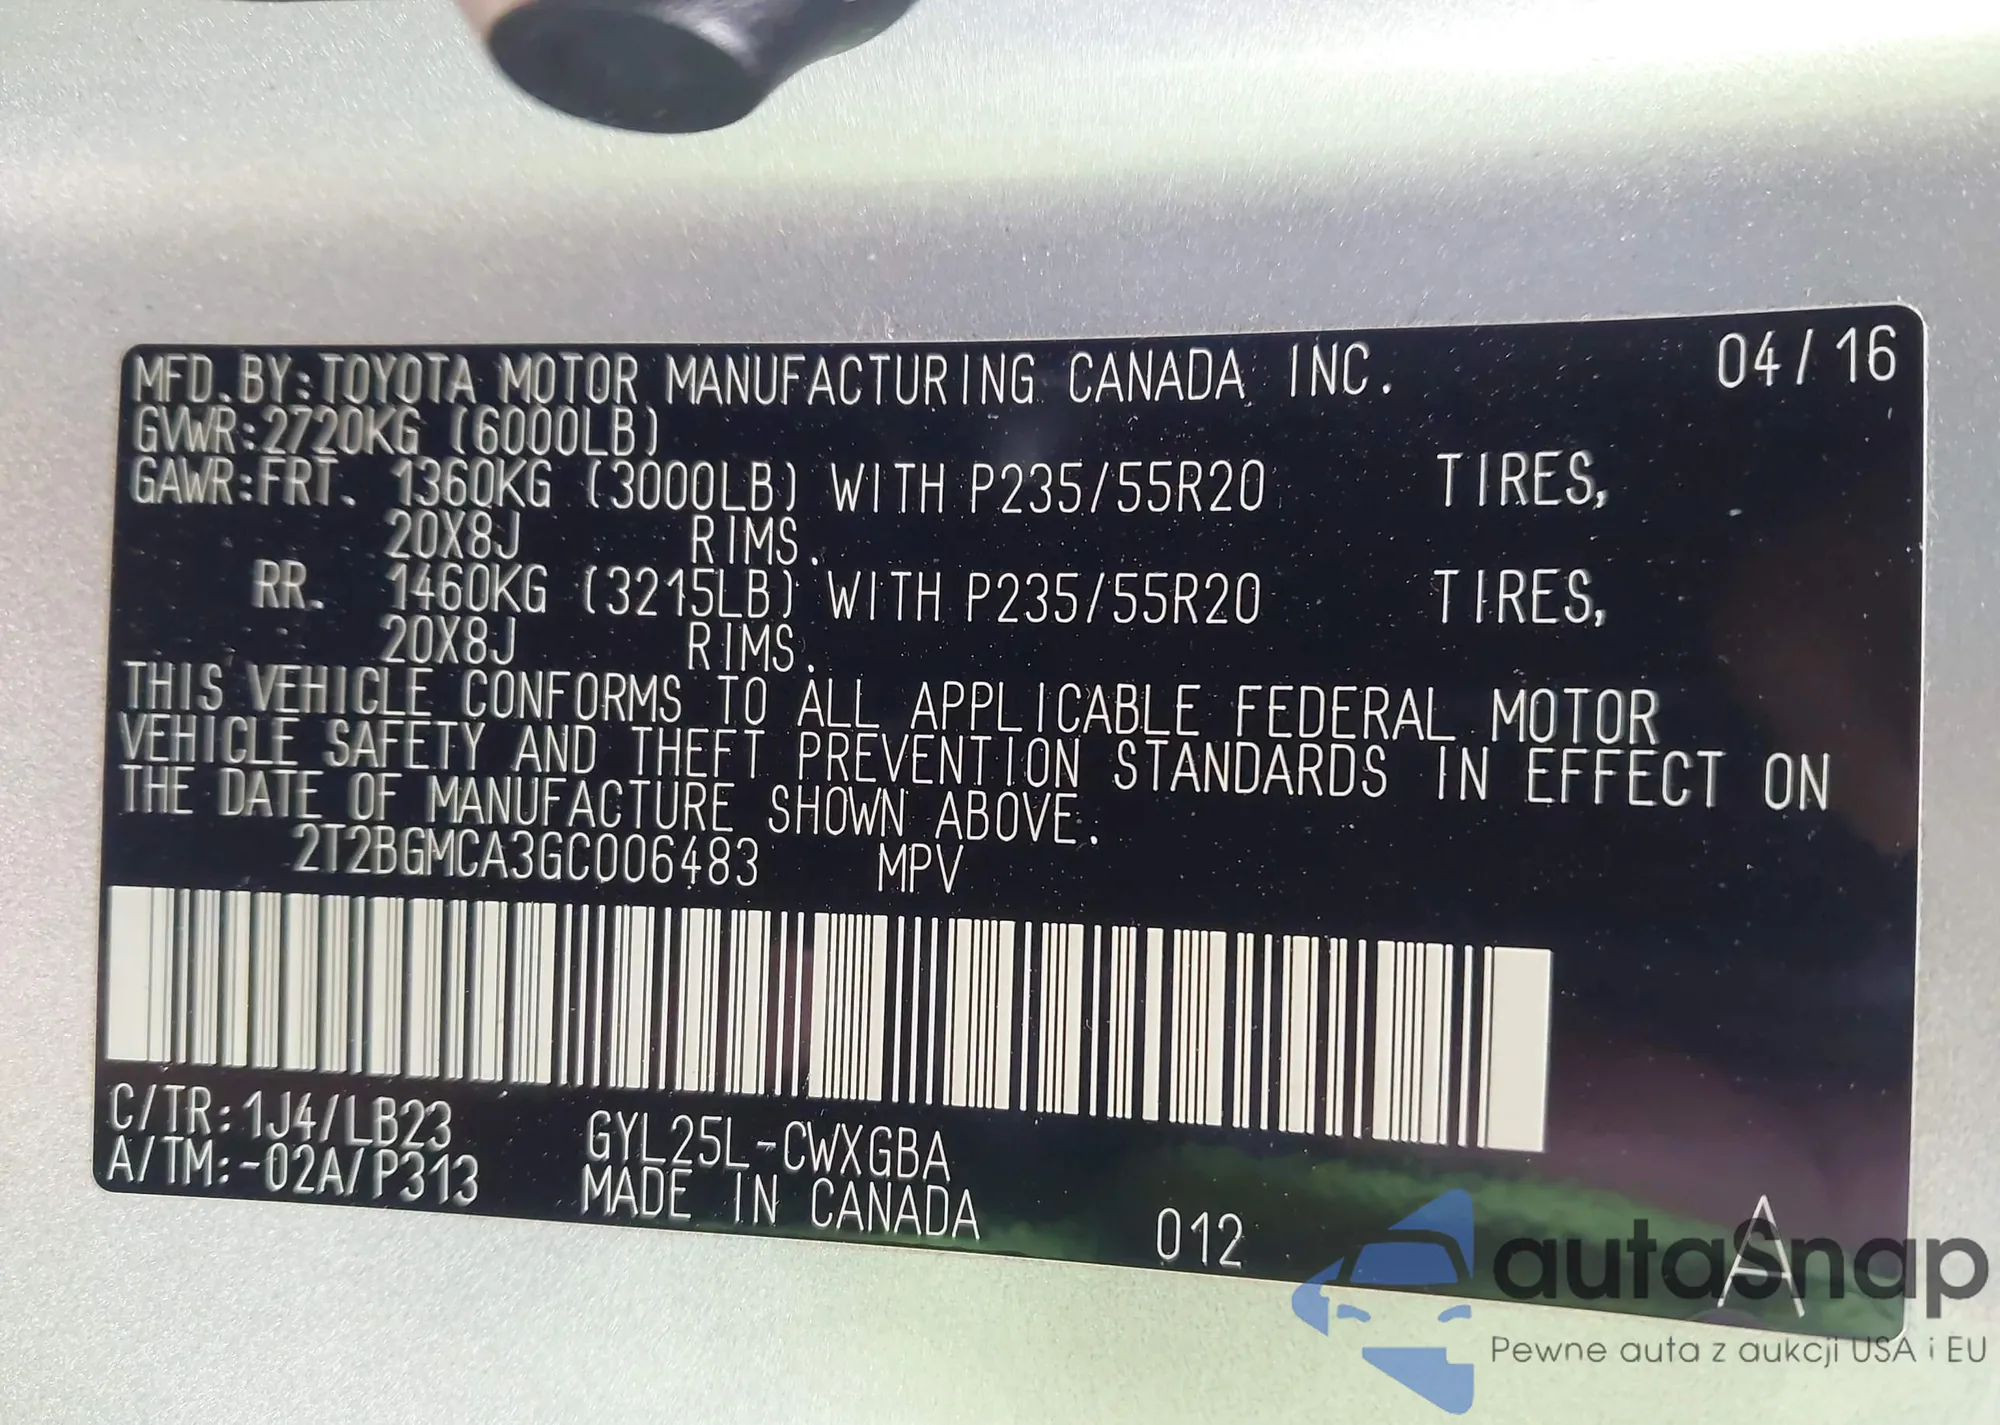 MFD.BY:TOYOTA MOTOR MANUFACTURING CANADA INC. 04/16
GVWR:2720KG (6000LB)
GAWR:FRT. 1360KG (3000LB) WITH P235/55R20 TIRES,
20X8J RIMS.
RR. 1460KG (3215LB) WITH P235/55R20 TIRES,
20X8J RIMS.
THIS VEHICLE CONFORMS TO ALL APPLICABLE FEDERAL MOTOR
VEHICLE SAFETY AND THEFT PREVENTION STANDARDS IN EFFECT ON
THE DATE OF MANUFACTURE SHOWN ABOVE.
2T2BGMCA3GC006483 MPV
C/TR:1J4/LB23 GYL25L-CWXGBA
A/TM:-02A/P313 MADE IN CANADA 012 A
autaSnap
Pewne auta z aukcji USA i EU